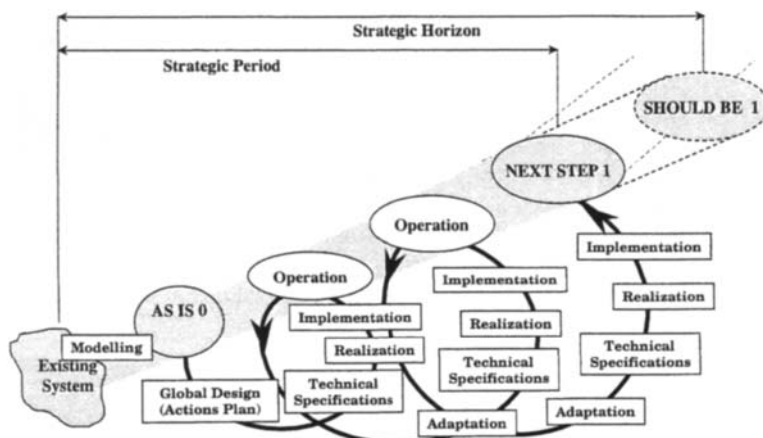 Strategic Horizon
Strategic Period
SHOULD BE 1
NEXT STEP 1
Operation
Implementation
Operation
Implementation
Realization
AS IS 0
Implementation
Realization
Modelling
Existing
System
Realization
Technical
Specifications
Technical
Specifications
Global Design
(Actions Plan)
Technical
Specifications
Adaptation
Adaptation